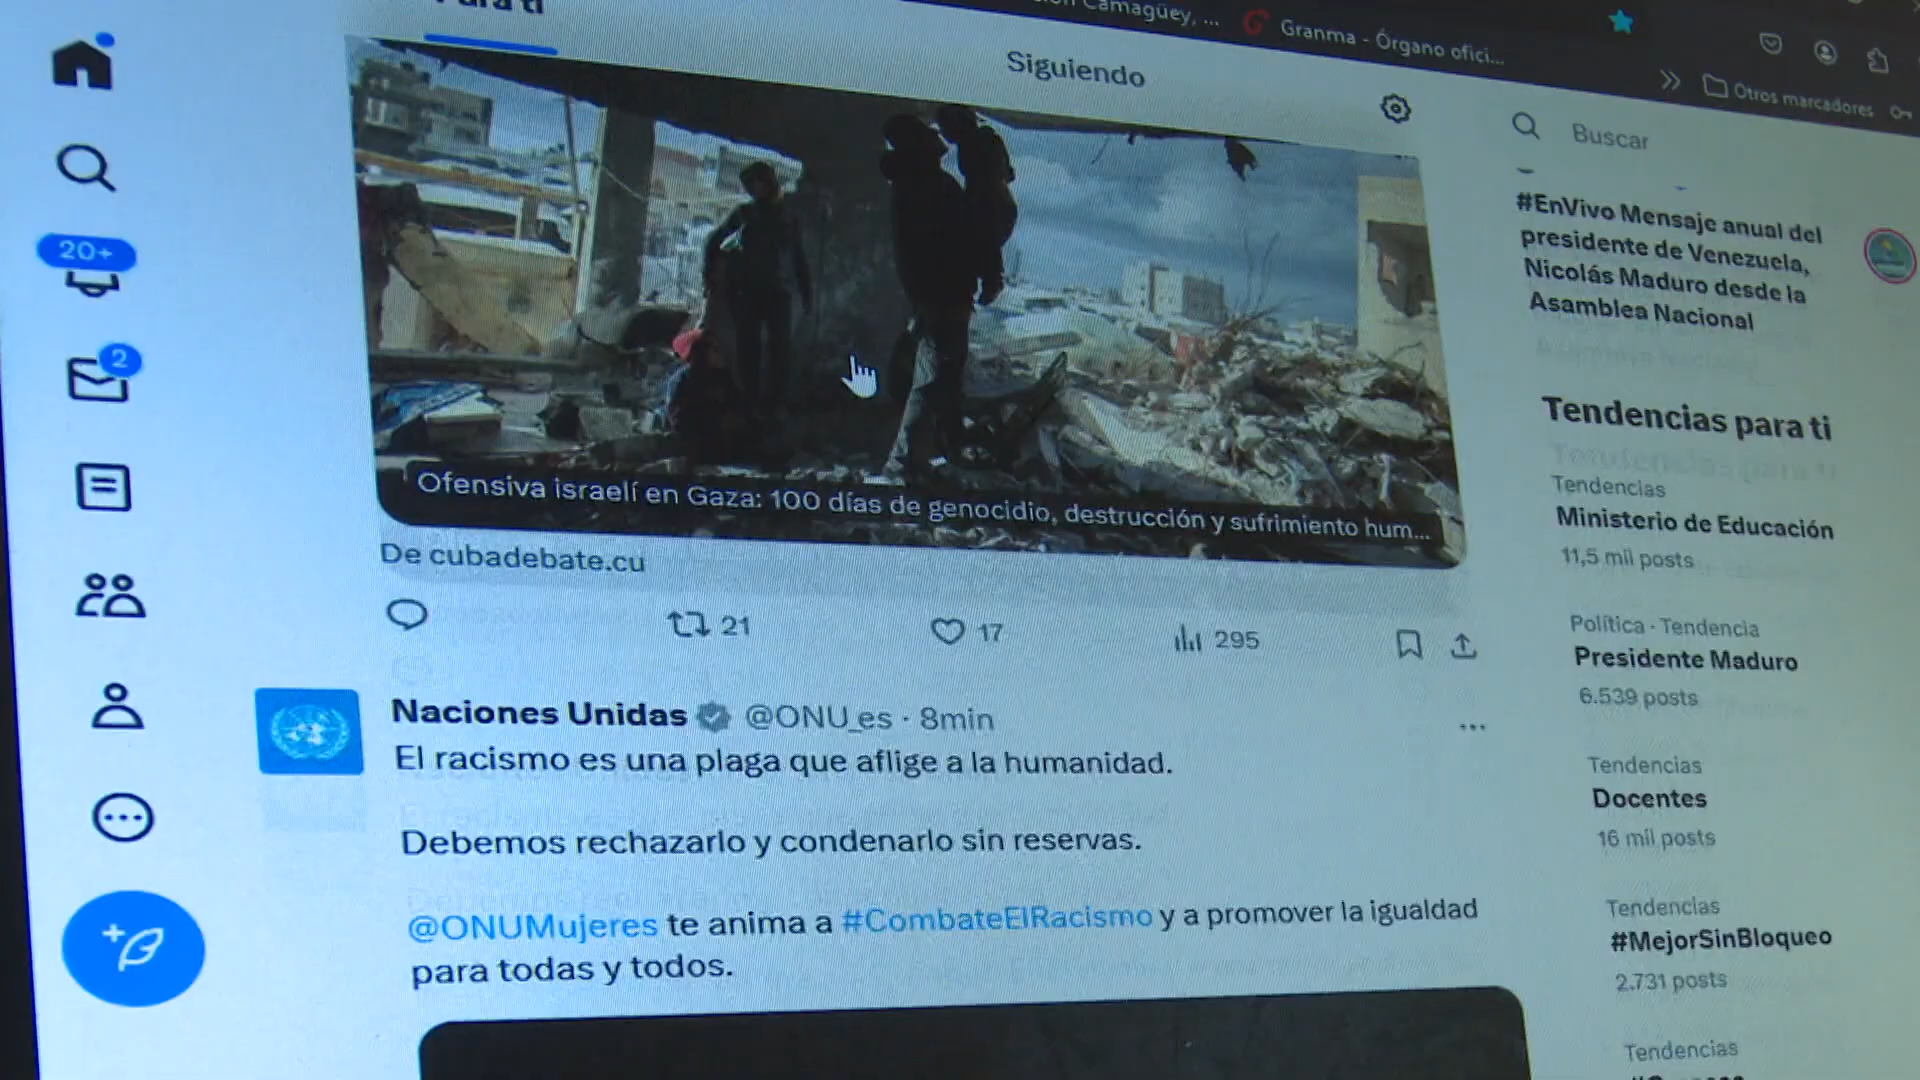 Para ti
Camagüey, ...
Granma - Órgano ofici...
Siguiendo
Otros marcadores
Buscar
20+
2
#EnVivo Mensaje anual del
presidente de Venezuela,
Nicolás Maduro desde la
Asamblea Nacional
Ofensiva israelí en Gaza: 100 días de genocidio, destrucción y sufrimiento hum...
De cubadebate.cu
21
17
295
Naciones Unidas @ONU_es · 8min
El racismo es una plaga que aflige a la humanidad.
Debemos rechazarlo y condenarlo sin reservas.
@ONUMujeres te anima a #CombateElRacismo y a promover la igualdad
para todas y todos.
Tendencias para ti
Tendencias
Ministerio de Educación
11,5 mil posts
Política · Tendencia
Presidente Maduro
6.539 posts
Tendencias
Docentes
16 mil posts
Tendencias
#MejorSinBloqueo
2.731 posts
Tendencias